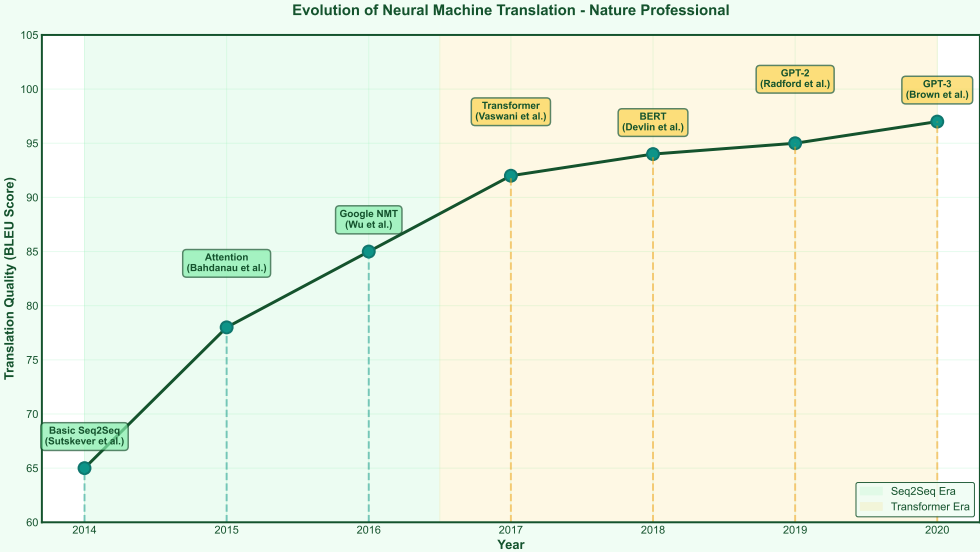 Evolution of Neural Machine Translation - Nature Professional
Translation Quality (BLEU Score)
105
100
95
90
85
80
75
70
65
60
Basic Seq2Seq
(Sutskever et al.)
Attention
(Bahdanau et al.)
Google NMT
(Wu et al.)
Transformer
(Vaswani et al.)
BERT
(Devlin et al.)
GPT-2
(Radford et al.)
GPT-3
(Brown et al.)
Seq2Seq Era
Transformer Era
2014
2015
2016
2017
2018
2019
2020
Year